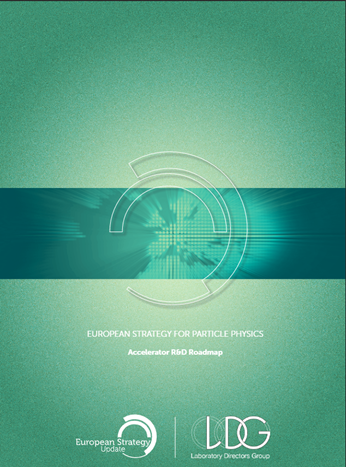 EUROPEAN STRATEGY FOR PARTICLE PHYSICS
Accelerator R&D Roadmap
European Strategy
Update
LDG
Laboratory Directors Group